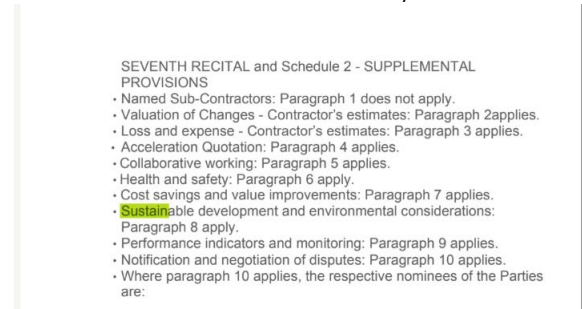 SEVENTH RECITAL and Schedule 2 - SUPPLEMENTAL
PROVISIONS
• Named Sub-Contractors: Paragraph 1 does not apply.
• Valuation of Changes - Contractor's estimates: Paragraph 2applies.
• Loss and expense - Contractor's estimates: Paragraph 3 applies.
• Acceleration Quotation: Paragraph 4 applies.
• Collaborative working: Paragraph 5 applies.
• Health and safety: Paragraph 6 apply.
• Cost savings and value improvements: Paragraph 7 applies.
• Sustainable development and environmental considerations:
Paragraph 8 apply.
• Performance indicators and monitoring: Paragraph 9 applies.
• Notification and negotiation of disputes: Paragraph 10 applies.
• Where paragraph 10 applies, the respective nominees of the Parties
are: